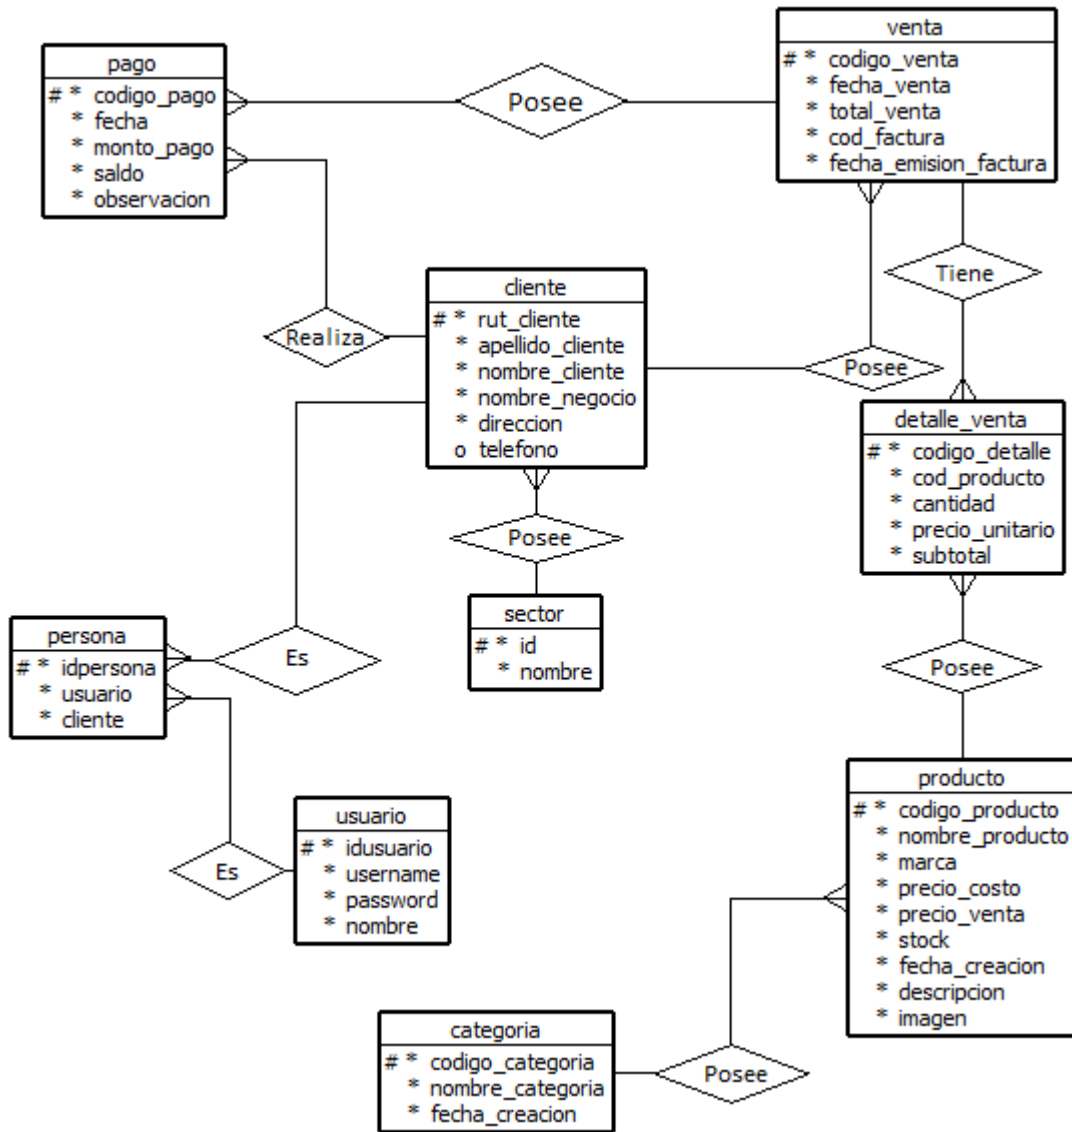 pago
# * codigo_pago
* fecha
* monto_pago
* saldo
* observacion
Posee
venta
# * codigo_venta
* fecha_venta
* total_venta
* cod_factura
* fecha_emision_factura
Tiene
Realiza
cliente
# * rut_cliente
* apellido_cliente
* nombre_cliente
* nombre_negocio
* direccion
o telefono
Posee
detalle_venta
# * codigo_detalle
* cod_producto
* cantidad
* precio_unitario
* subtotal
Posee
sector
# * id
* nombre
persona
# * idpersona
* usuario
* cliente
Es
Posee
usuario
# * idusuario
* username
* password
* nombre
Es
producto
# * codigo_producto
* nombre_producto
* marca
* precio_costo
* precio_venta
* stock
* fecha_creacion
* descripcion
* imagen
categoria
# * codigo_categoria
* nombre_categoria
* fecha_creacion
Posee